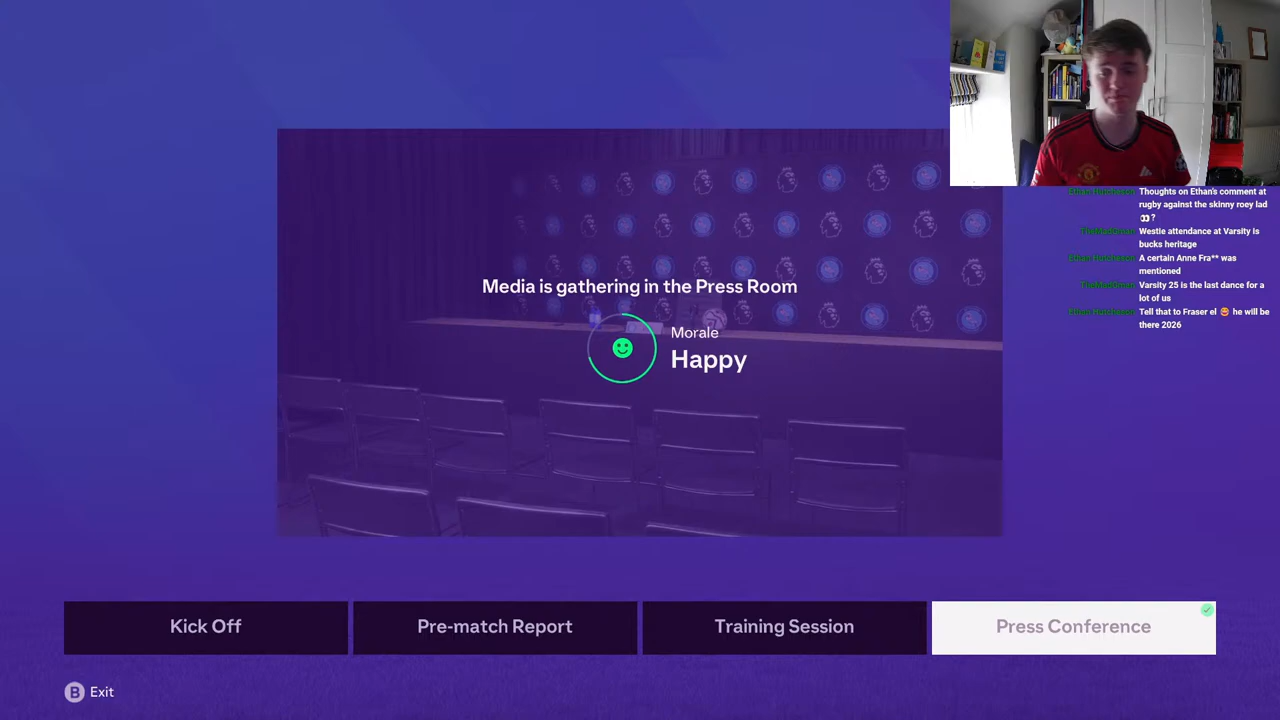 Thoughts on Ethan's comment at
rugby against the skinny roey lad
👀?
Westie attendance at Varsity is
bucks heritage
A certain Anne Fra** was
mentioned
Varsity 25 is the last dance for a
lot of us
Tell that to Fraser el 🤩 he will be
there 2026
Media is gathering in the Press Room
Morale
Happy
Kick Off
Pre-match Report
Training Session
Press Conference
B Exit